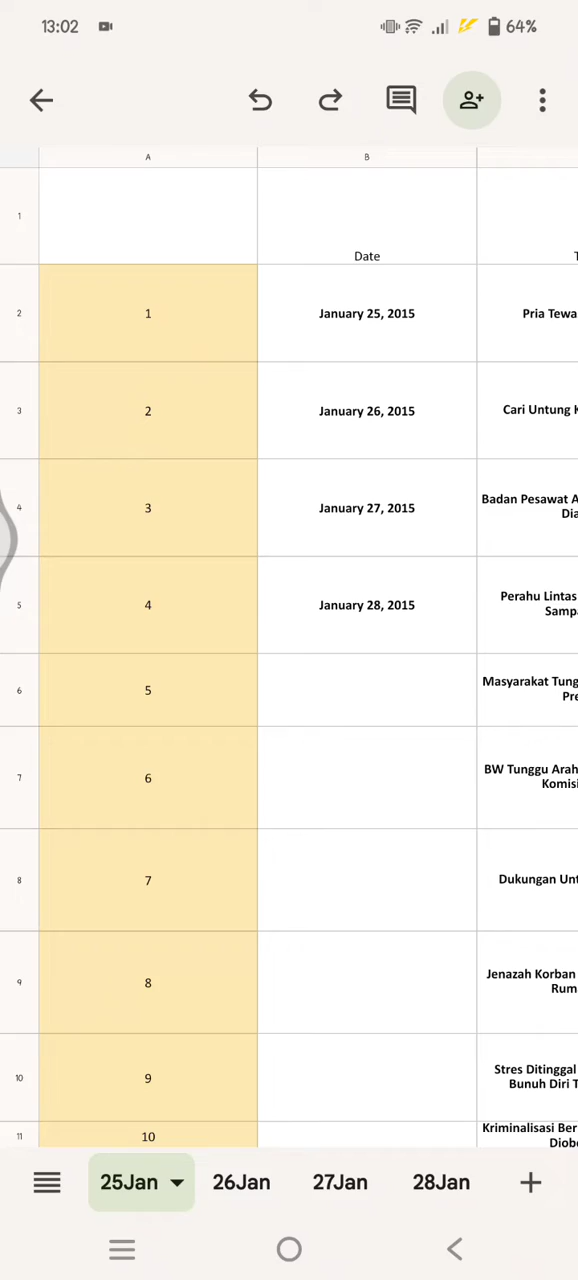 13:02
64%
A
B
1
Date
T
2
1
January 25, 2015
Pria Tewa
3
2
January 26, 2015
Cari Untung K
4
3
January 27, 2015
Badan Pesawat A
Dia
5
4
January 28, 2015
Perahu Lintas
Samp
6
5
Masyarakat Tung
Pre
7
6
BW Tunggu Arah
Komisi
8
7
Dukungan Unt
9
8
Jenazah Korban
Rum
10
9
Stres Ditinggal
Bunuh Diri T
11
10
Kriminalisasi Ber
Diob
25Jan
26Jan
27Jan
28Jan